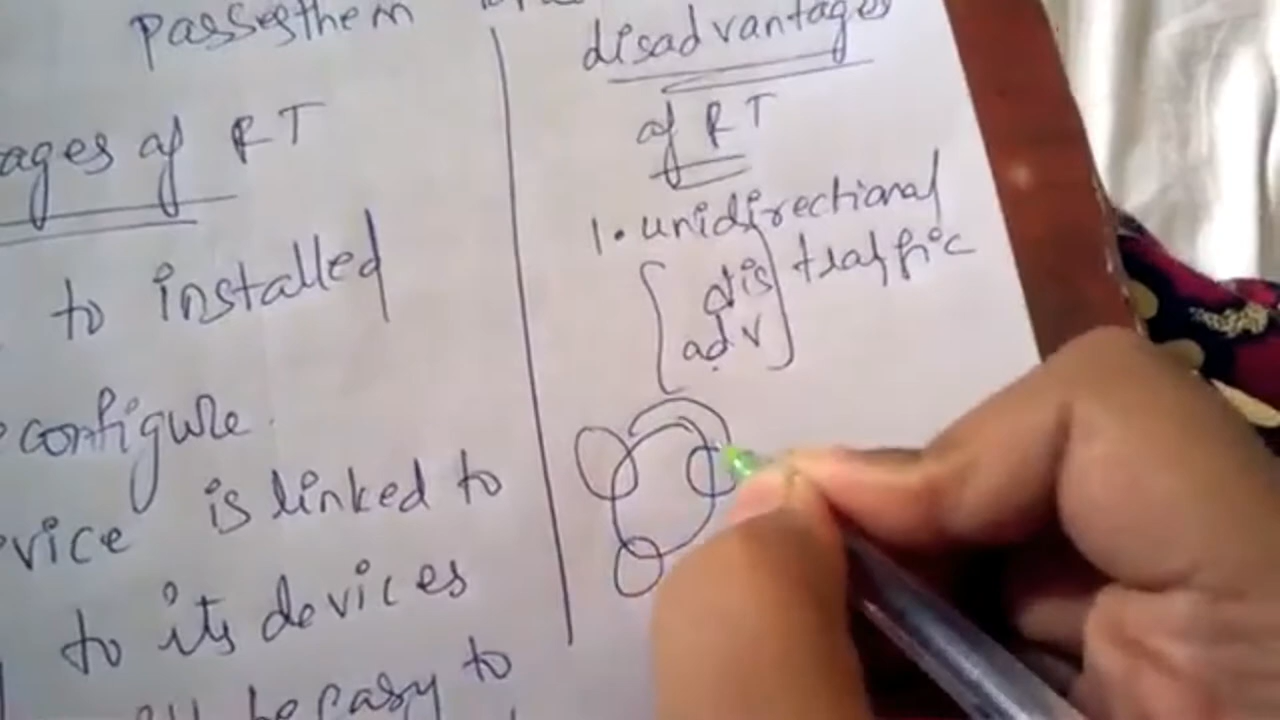 passesthem
ages of RT
to installed
configure.
vice is linked to
to its devices
be easy to
disadvantages
of RT
1. unidirectional
[dis adv] traffic